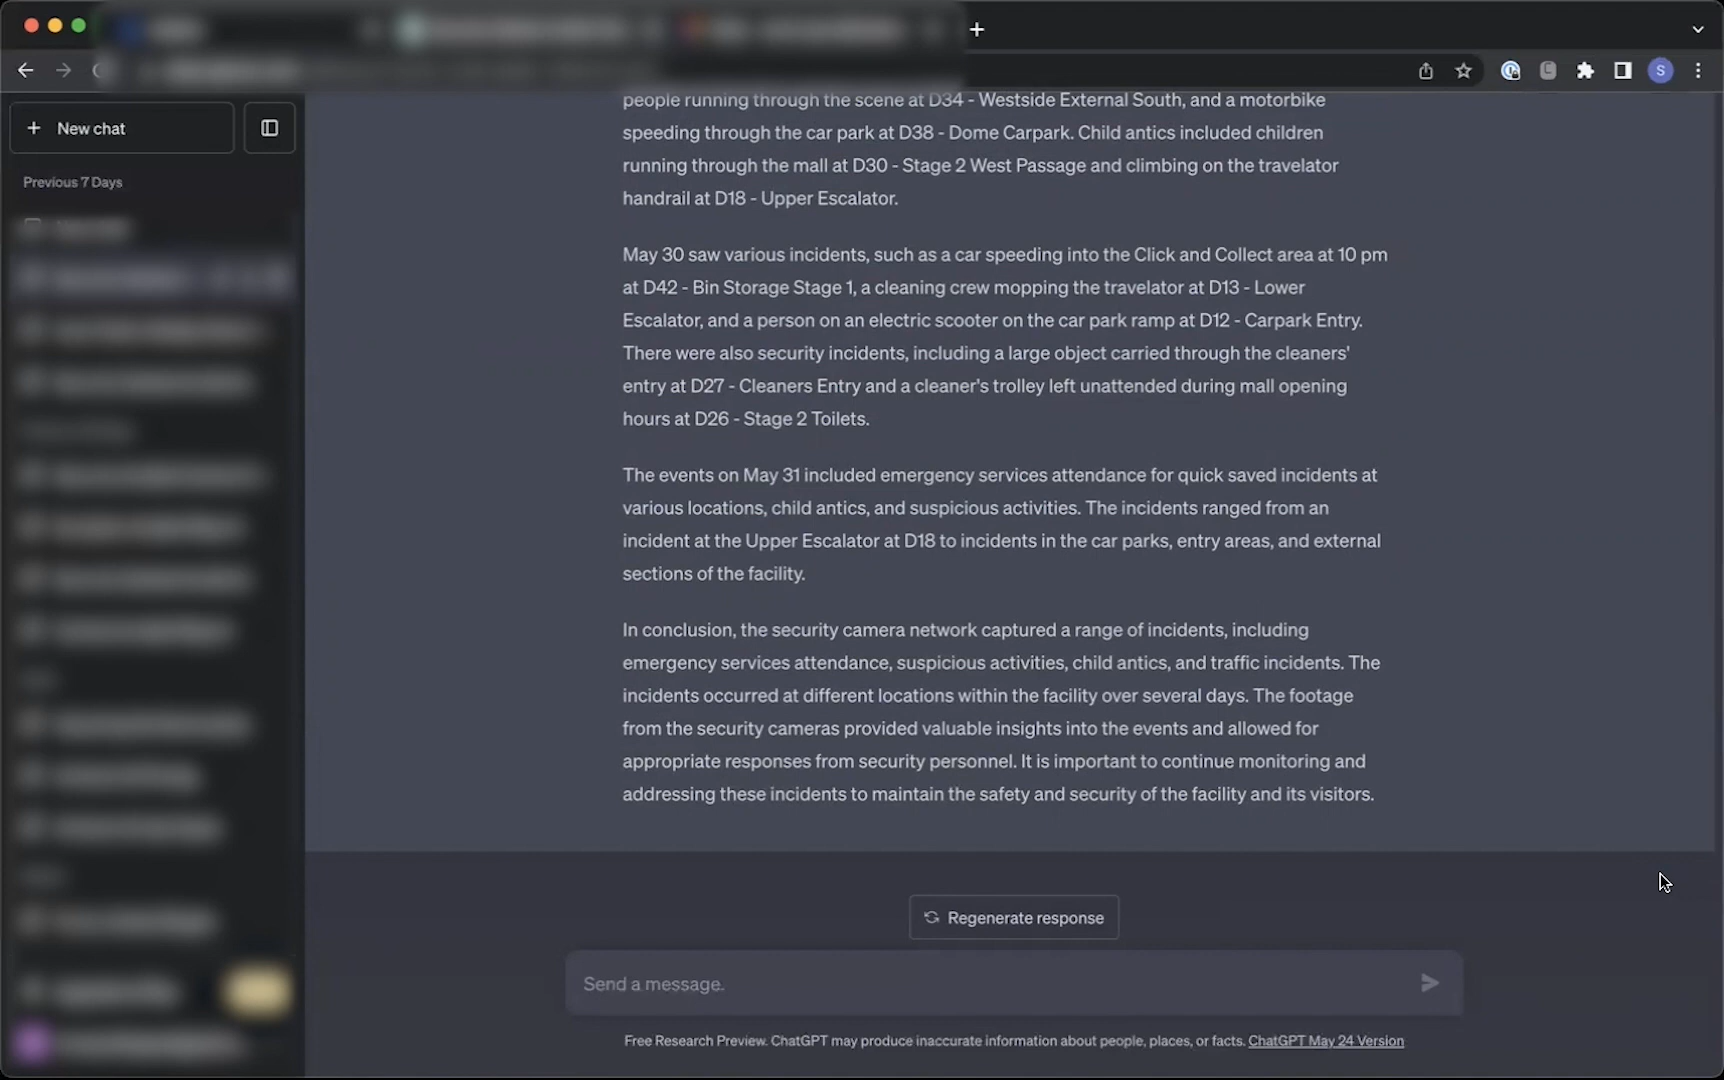 New chat
Previous 7 Days
people running through the scene at D34 - Westside External South, and a motorbike
speeding through the car park at D38 - Dome Carpark. Child antics included children
running through the mall at D30 - Stage 2 West Passage and climbing on the travelator
handrail at D18 - Upper Escalator.
May 30 saw various incidents, such as a car speeding into the Click and Collect area at 10 pm
at D42 - Bin Storage Stage 1, a cleaning crew mopping the travelator at D13 - Lower
Escalator, and a person on an electric scooter on the car park ramp at D12 - Carpark Entry.
There were also security incidents, including a large object carried through the cleaners'
entry at D27 - Cleaners Entry and a cleaner's trolley left unattended during mall opening
hours at D26 - Stage 2 Toilets.
The events on May 31 included emergency services attendance for quick saved incidents at
various locations, child antics, and suspicious activities. The incidents ranged from an
incident at the Upper Escalator at D18 to incidents in the car parks, entry areas, and external
sections of the facility.
In conclusion, the security camera network captured a range of incidents, including
emergency services attendance, suspicious activities, child antics, and traffic incidents. The
incidents occurred at different locations within the facility over several days. The footage
from the security cameras provided valuable insights into the events and allowed for
appropriate responses from security personnel. It is important to continue monitoring and
addressing these incidents to maintain the safety and security of the facility and its visitors.
Regenerate response
Send a message.
Free Research Preview. ChatGPT may produce inaccurate information about people, places, or facts. ChatGPT May 24 Version
S